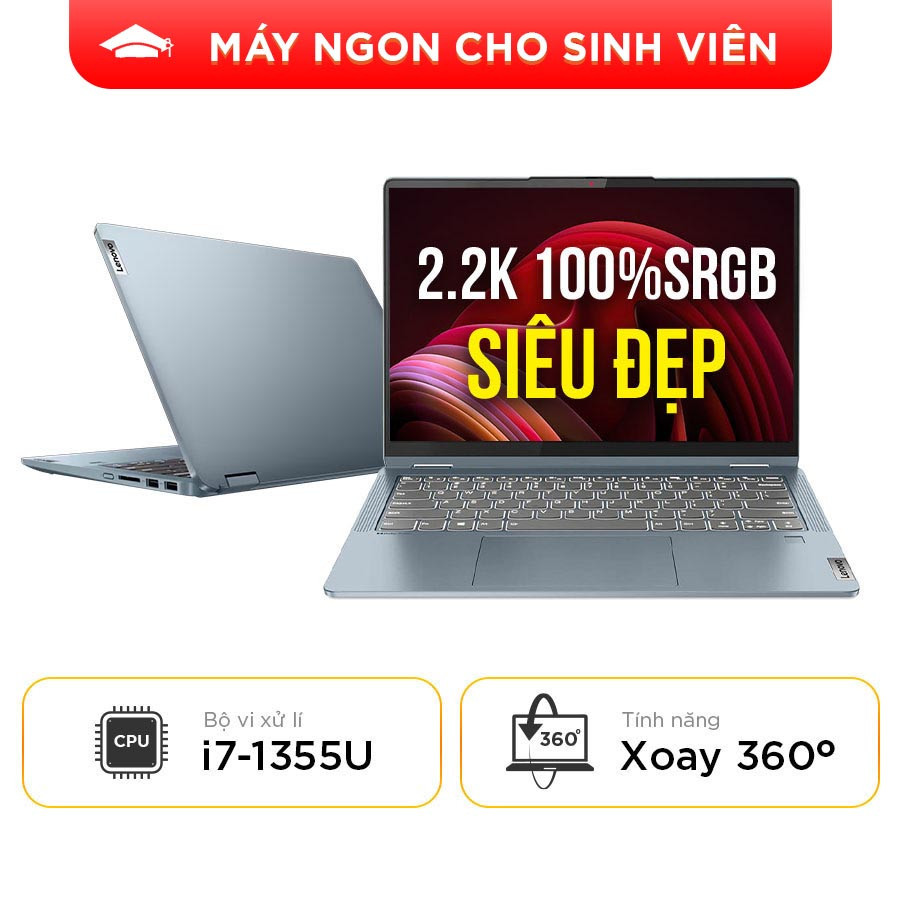 MÁY NGON CHO SINH VIÊN
Lenovo
2.2K 100%SRGB
SIÊU ĐẸP
Lenovo
CPU
Bộ vi xử lí
i7-1355U
360°
Tính năng
Xoay 360°